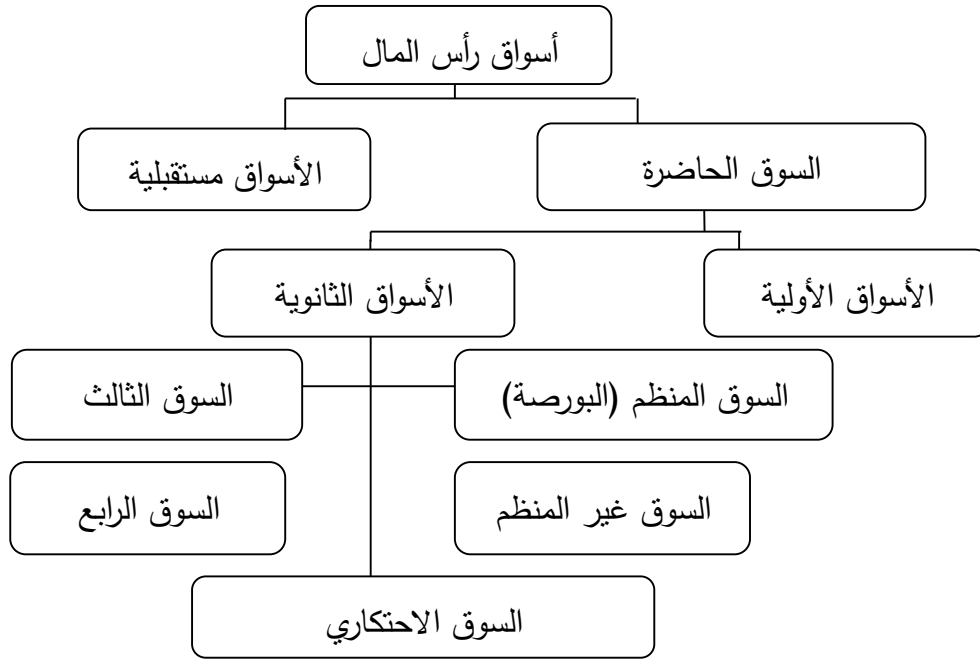 أسواق رأس المال
السوق الحاضرة
الأسواق مستقبلية
الأسواق الأولية
الأسواق الثانوية
السوق المنظم (البورصة)
السوق الثالث
السوق غير المنظم
السوق الرابع
السوق الاحتكاري